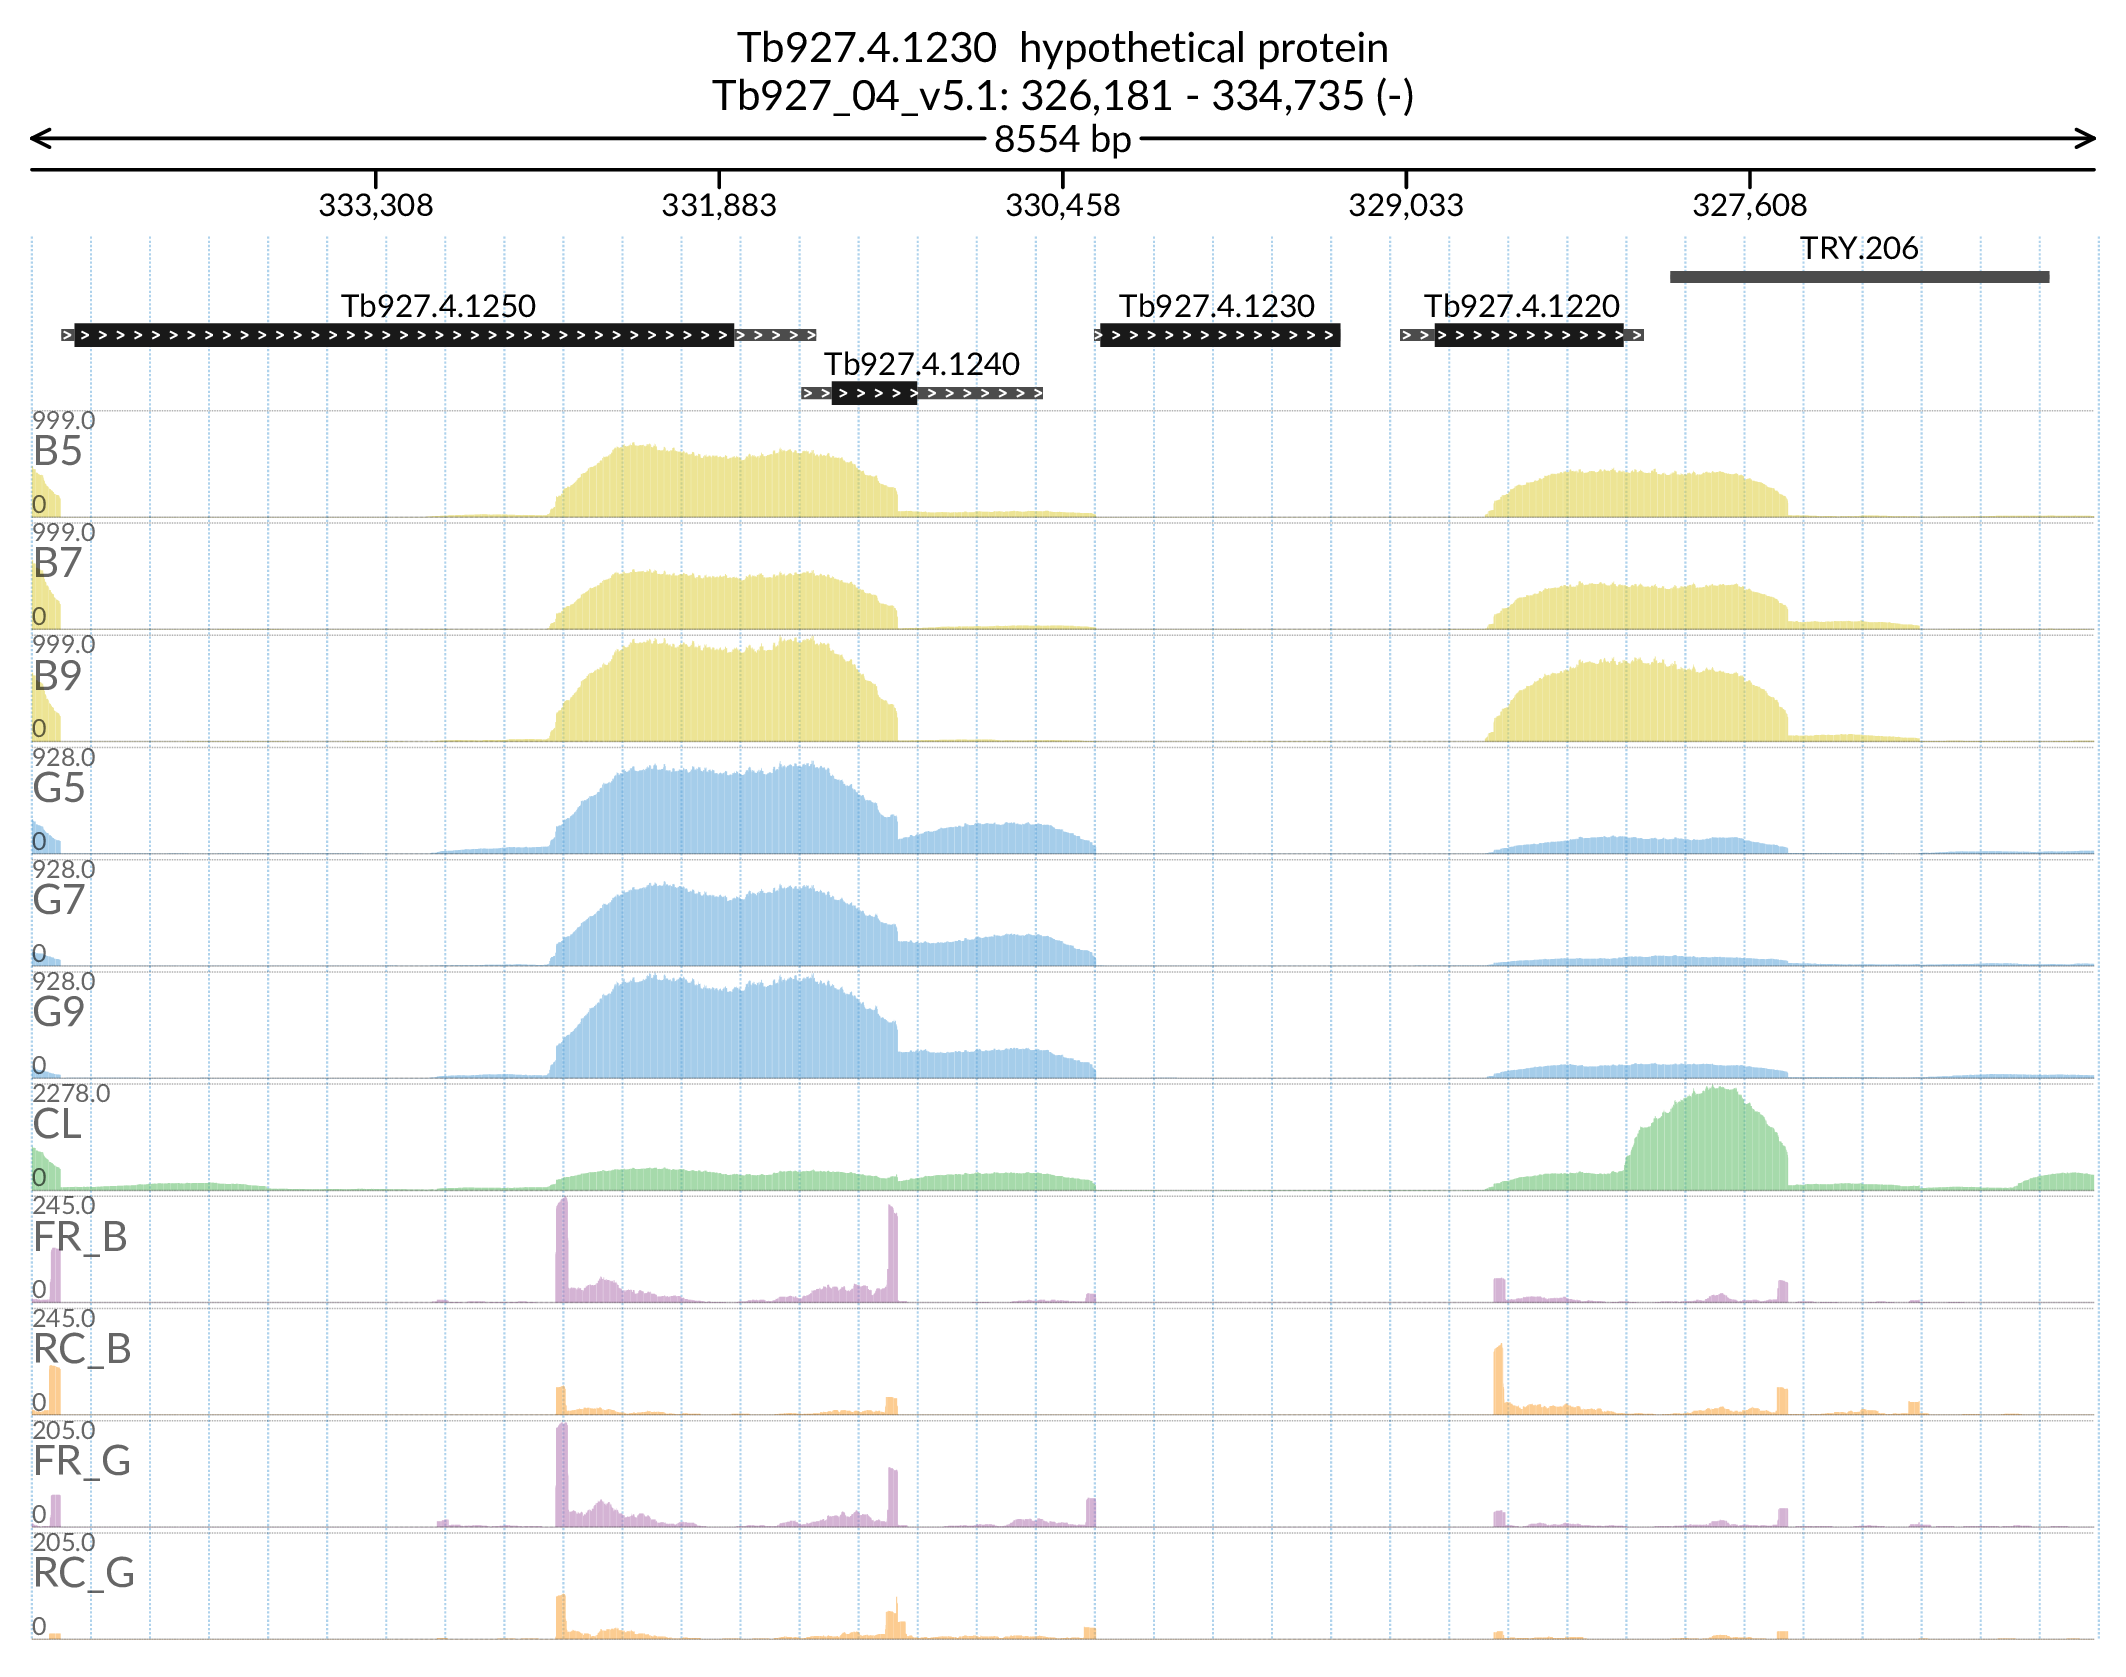 Tb927.4.1230 hypothetical protein
Tb927_04_v5.1: 326,181 - 334,735 (-)
8554 bp
333,308 331,883 330,458 329,033 327,608
TRY.206
Tb927.4.1250 Tb927.4.1230 Tb927.4.1220
Tb927.4.1240
999.0
B5
0
999.0
B7
0
999.0
B9
0
928.0
G5
0
928.0
G7
0
928.0
G9
0
2278.0
CL
0
245.0
FR_B
0
245.0
RC_B
0
205.0
FR_G
0
205.0
RC_G
0